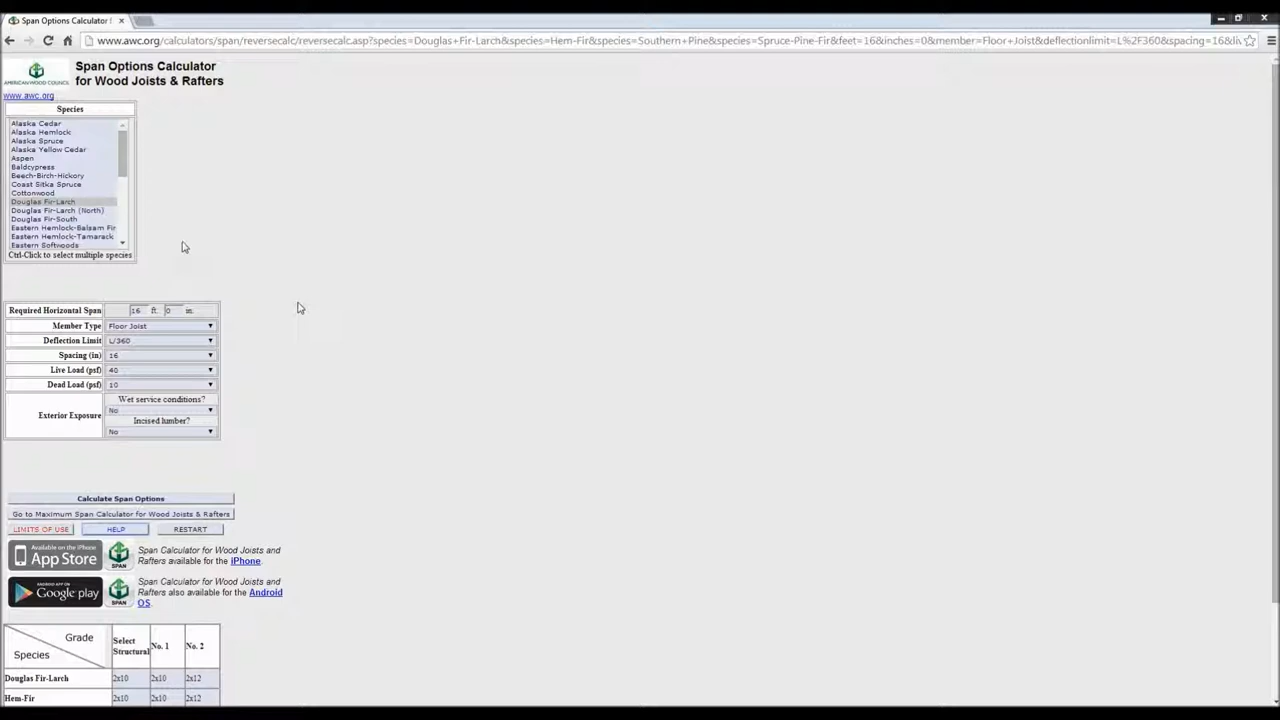 Span Options Calculator
www.awc.org/calculators/span/reversecalc/reversecalc.asp?species=Douglas+Fir-Larch&species=Hem-Fir&species=Southern+Pine&species=Spruce-Pine-Fir&feet=16&inches=0&member=Floor+Joist&deflectionlimit=L%2F360&spacing=16&li
AMERICAN WOOD COUNCIL
Span Options Calculator
for Wood Joists & Rafters
www.awc.org
Species
Alaska Cedar
Alaska Hemlock
Alaska Spruce
Alaska Yellow Cedar
Aspen
Baldcypress
Beech-Birch-Hickory
Coast Sitka Spruce
Cottonwood
Douglas Fir-Larch
Douglas Fir-Larch (North)
Douglas Fir-South
Eastern Hemlock-Balsam Fir
Eastern Hemlock-Tamarack
Eastern Softwoods
Ctrl-Click to select multiple species
Required Horizontal Span 16 ft. 0 in.
Member Type Floor Joist
Deflection Limit L/360
Spacing (in) 16
Live Load (psf) 40
Dead Load (psf) 10
Exterior Exposure
Wet service conditions?
No
Incised lumber?
No
Calculate Span Options
Go to Maximum Span Calculator for Wood Joists & Rafters
LIMITS OF USE HELP RESTART
Available on the iPhone
App Store
SPAN
Span Calculator for Wood Joists and
Rafters available for the iPhone.
ANDROID APP ON
Google play
SPAN
Span Calculator for Wood Joists and
Rafters also available for the Android
OS.
Grade
Species
Select
Structural
No. 1
No. 2
Douglas Fir-Larch 2x10 2x10 2x12
Hem-Fir 2x10 2x10 2x12